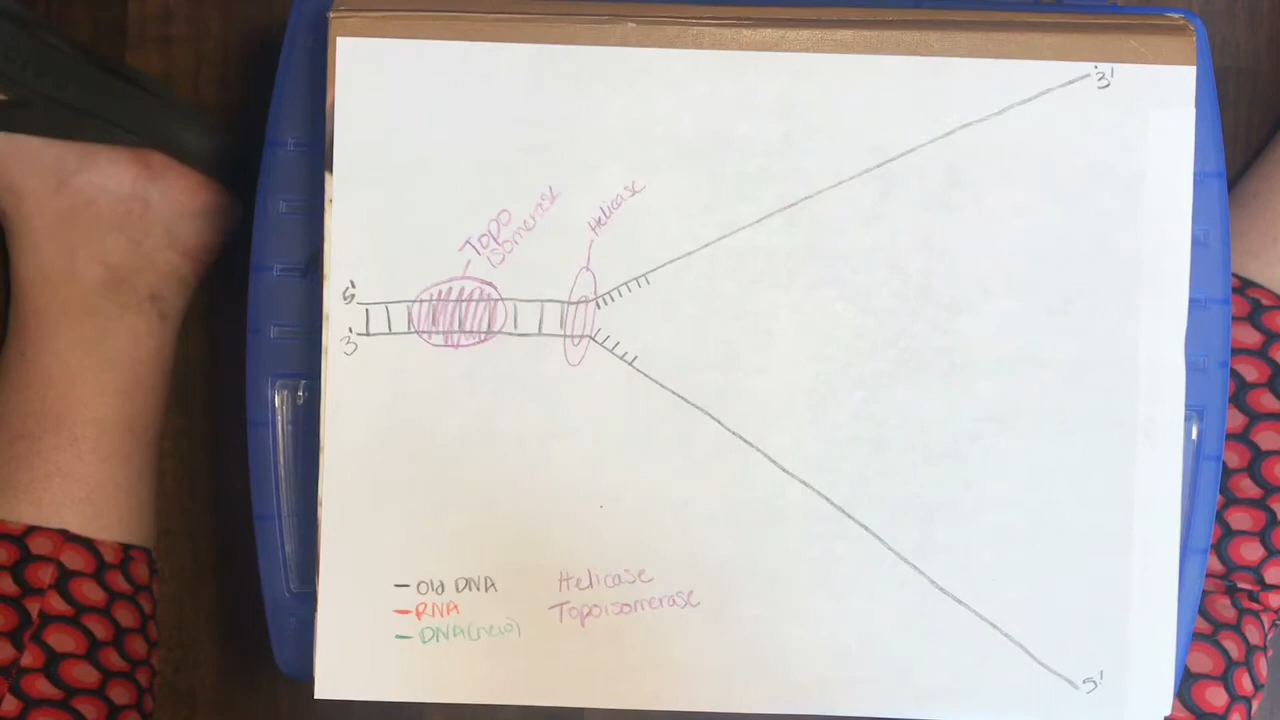 3'
Topo
isomerase
Helicase
5'
3'
5'
Old DNA
RNA
DNA(new)
Helicase
Topoisomerase